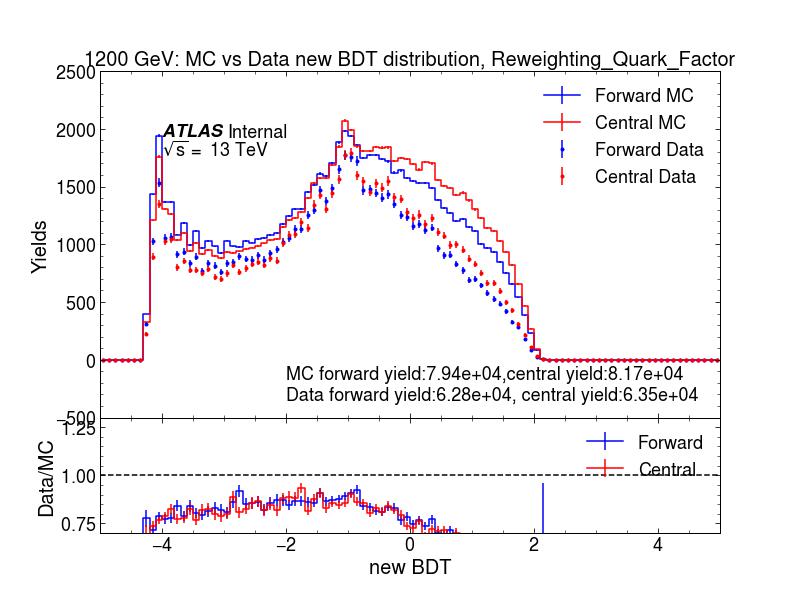 1200 GeV: MC vs Data new BDT distribution, Reweighting_Quark_Factor
2500
2000
1500
1000
500
0
−500
Yields
ATLAS Internal
√s = 13 TeV
Forward MC
Central MC
Forward Data
Central Data
MC forward yield:7.94e+04,central yield:8.17e+04
Data forward yield:6.28e+04, central yield:6.35e+04
1.25
1.00
0.75
Data/MC
Forward
Central
−4 −2 0 2 4
new BDT